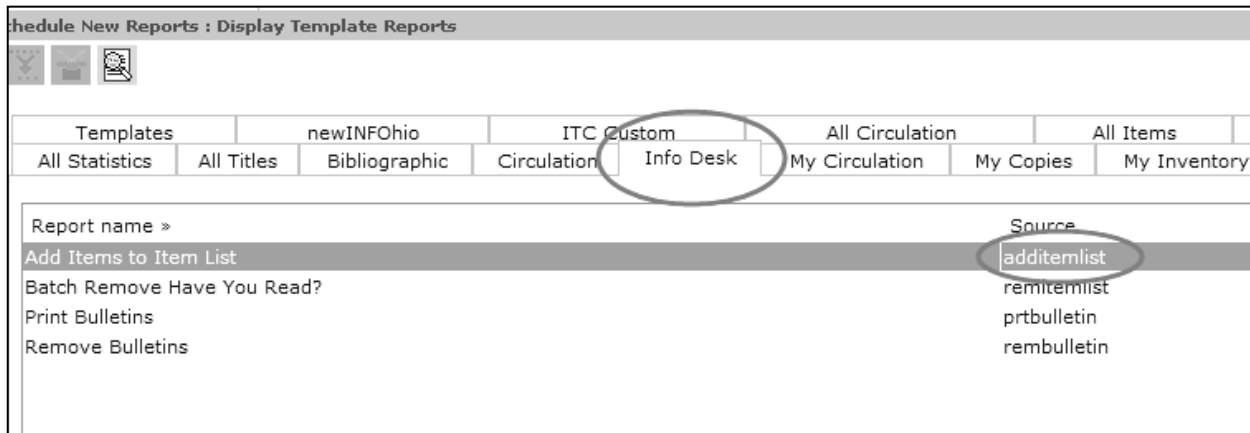 chedule New Reports : Display Template Reports
Templates newINFOhio ITC Custom All Circulation All Items
All Statistics All Titles Bibliographic Circulation Info Desk My Circulation My Copies My Inventory
Report name » Source
Add Items to Item List additemlist
Batch Remove Have You Read? remitemlist
Print Bulletins prtbulletin
Remove Bulletins rembulletin